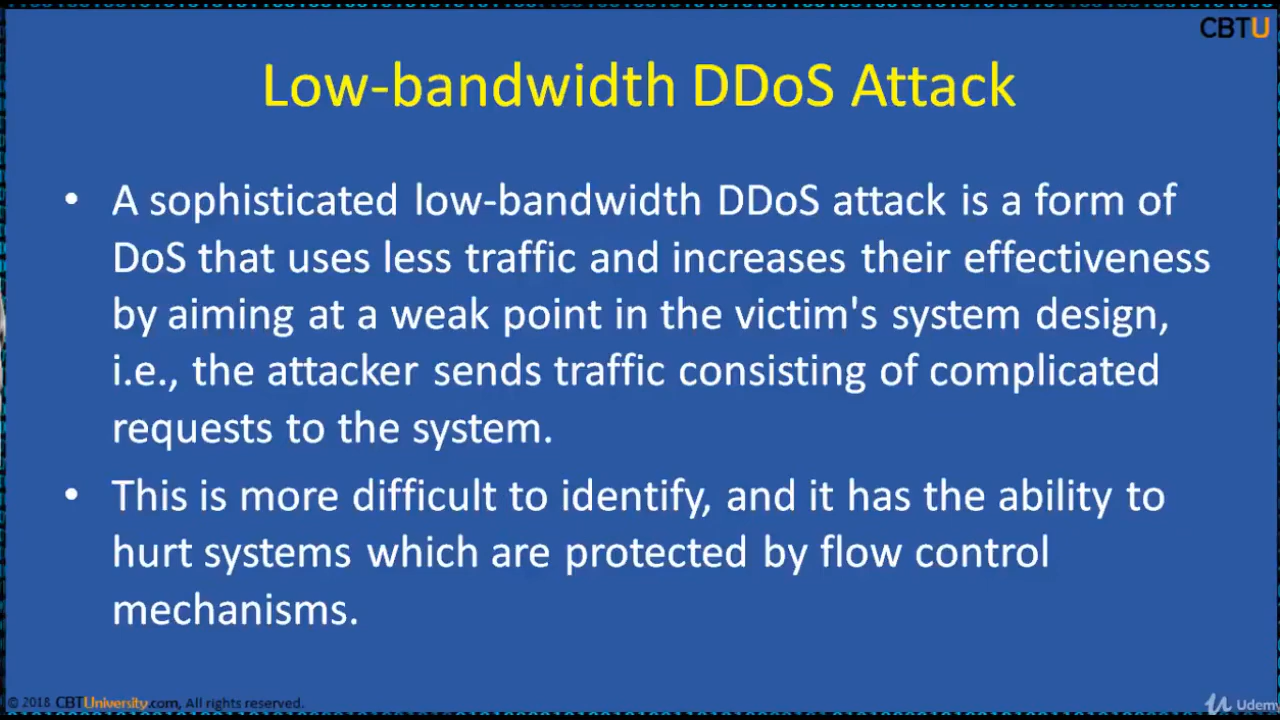 CBTU
Low-bandwidth DDoS Attack
• A sophisticated low-bandwidth DDoS attack is a form of
DoS that uses less traffic and increases their effectiveness
by aiming at a weak point in the victim's system design,
i.e., the attacker sends traffic consisting of complicated
requests to the system.
• This is more difficult to identify, and it has the ability to
hurt systems which are protected by flow control
mechanisms.
© 2018 CBTUniversity.com, All rights reserved.
Udemy